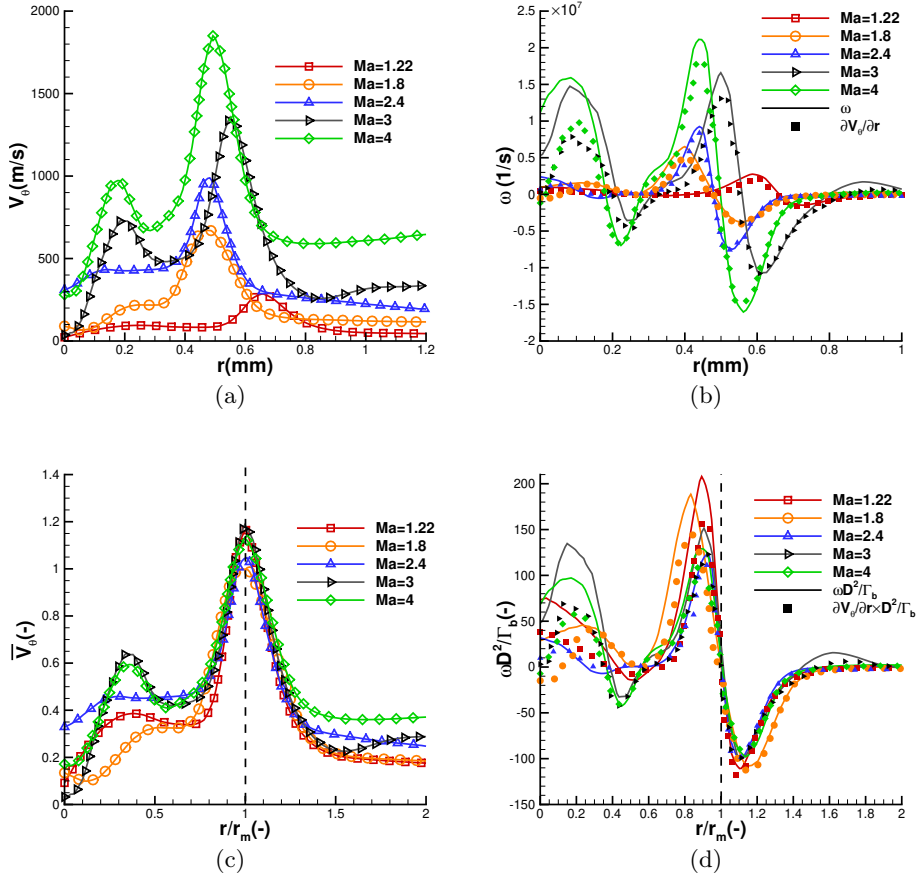 2000
1500
1000
500
0
V_θ(m/s)
0 0.2 0.4 0.6 0.8 1 1.2
r(mm)
Ma=1.22
Ma=1.8
Ma=2.4
Ma=3
Ma=4
(a)
×10⁷
2
1.5
1
0.5
0
-0.5
-1
-1.5
-2
ω (1/s)
0 0.2 0.4 0.6 0.8 1
r(mm)
Ma=1.22
Ma=1.8
Ma=2.4
Ma=3
Ma=4
ω
∂V_θ/∂r
(b)
1.4
1.2
1
0.8
0.6
0.4
0.2
0
V̅_θ(-)
0 0.5 1 1.5 2
r/r_m(-)
Ma=1.22
Ma=1.8
Ma=2.4
Ma=3
Ma=4
(c)
200
150
100
50
0
-50
-100
-150
ωD²/Γ_b(-)
0 0.2 0.4 0.6 0.8 1 1.2 1.4 1.6 1.8 2
r/r_m(-)
Ma=1.22
Ma=1.8
Ma=2.4
Ma=3
Ma=4
ωD²/Γ_b
∂V_θ/∂r×D²/Γ_b
(d)